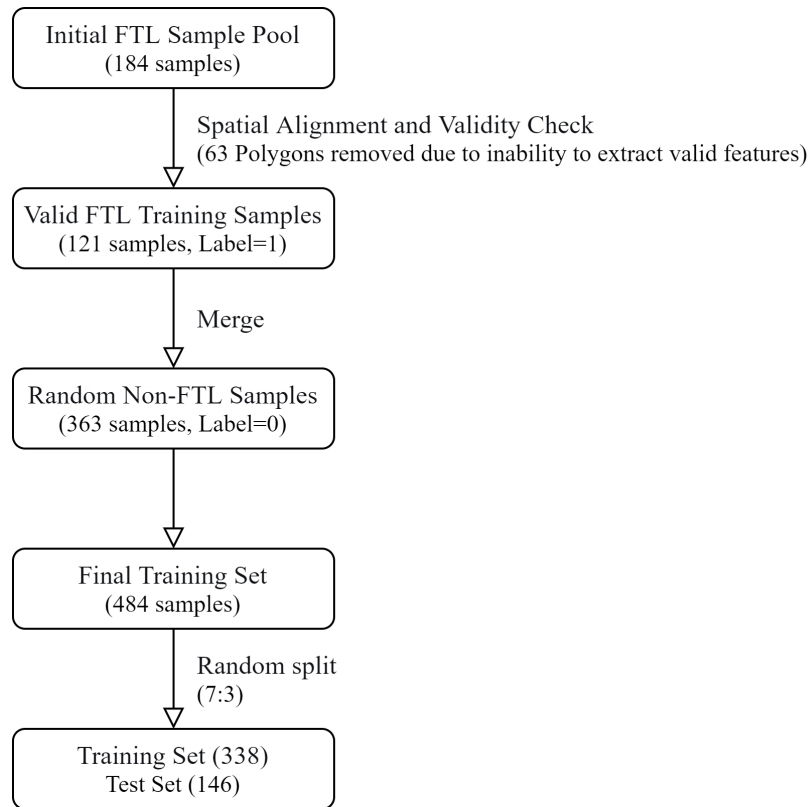 Initial FTL Sample Pool
(184 samples)
Spatial Alignment and Validity Check
(63 Polygons removed due to inability to extract valid features)
Valid FTL Training Samples
(121 samples, Label=1)
Merge
Random Non-FTL Samples
(363 samples, Label=0)
Final Training Set
(484 samples)
Random split
(7:3)
Training Set (338)
Test Set (146)